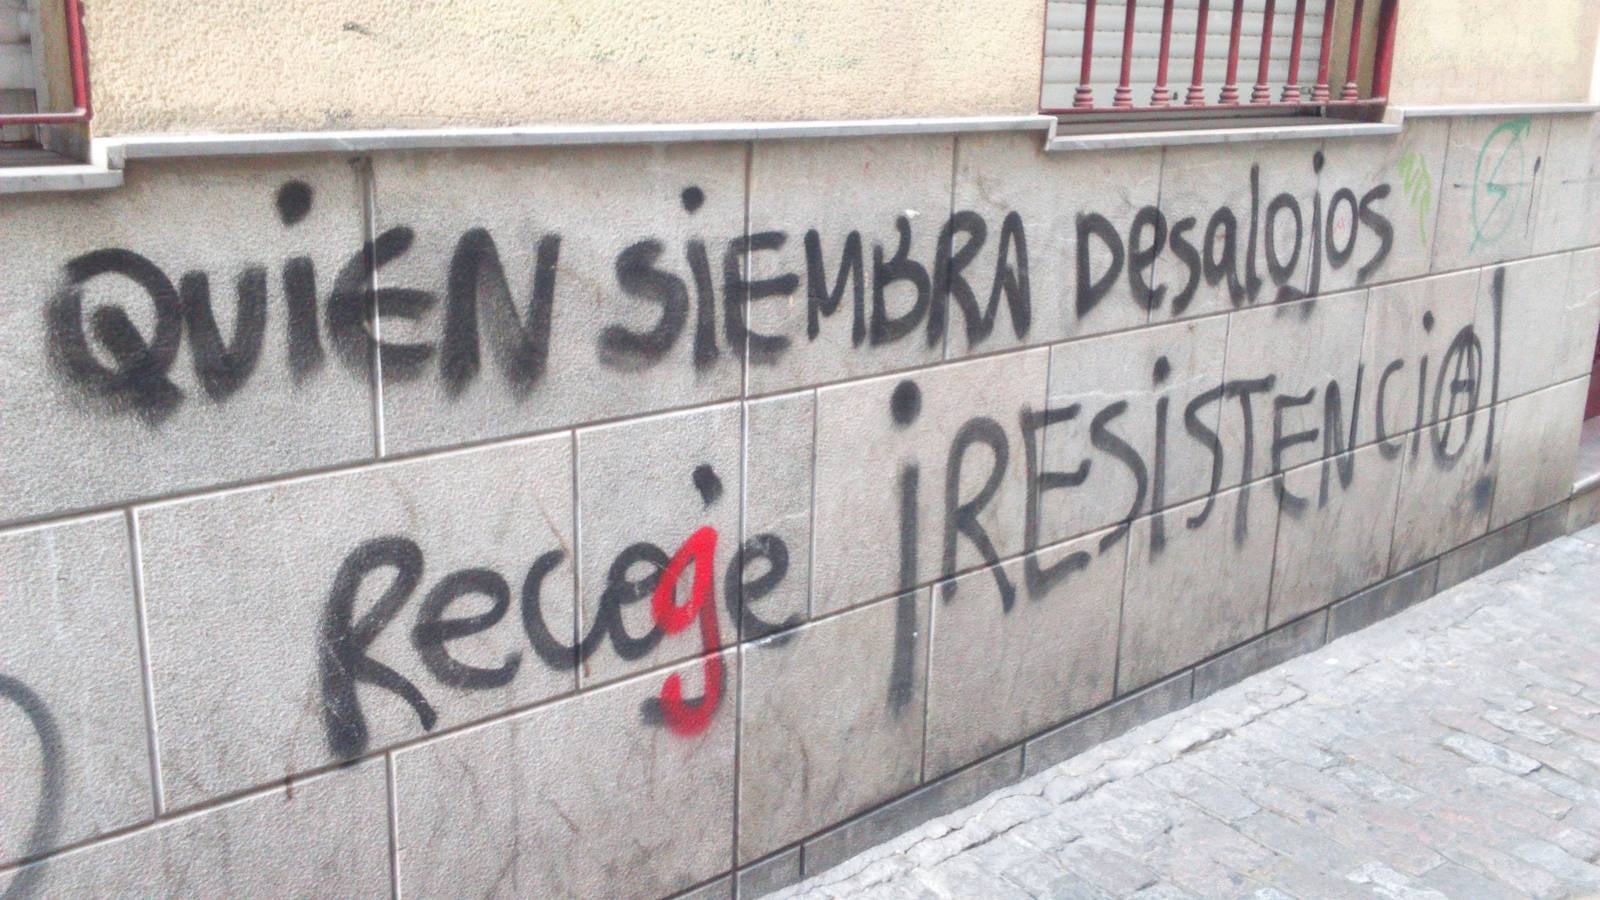 QUiEN SiEMBRA Desalojos
Recoge ¡RESiSTENCiA!